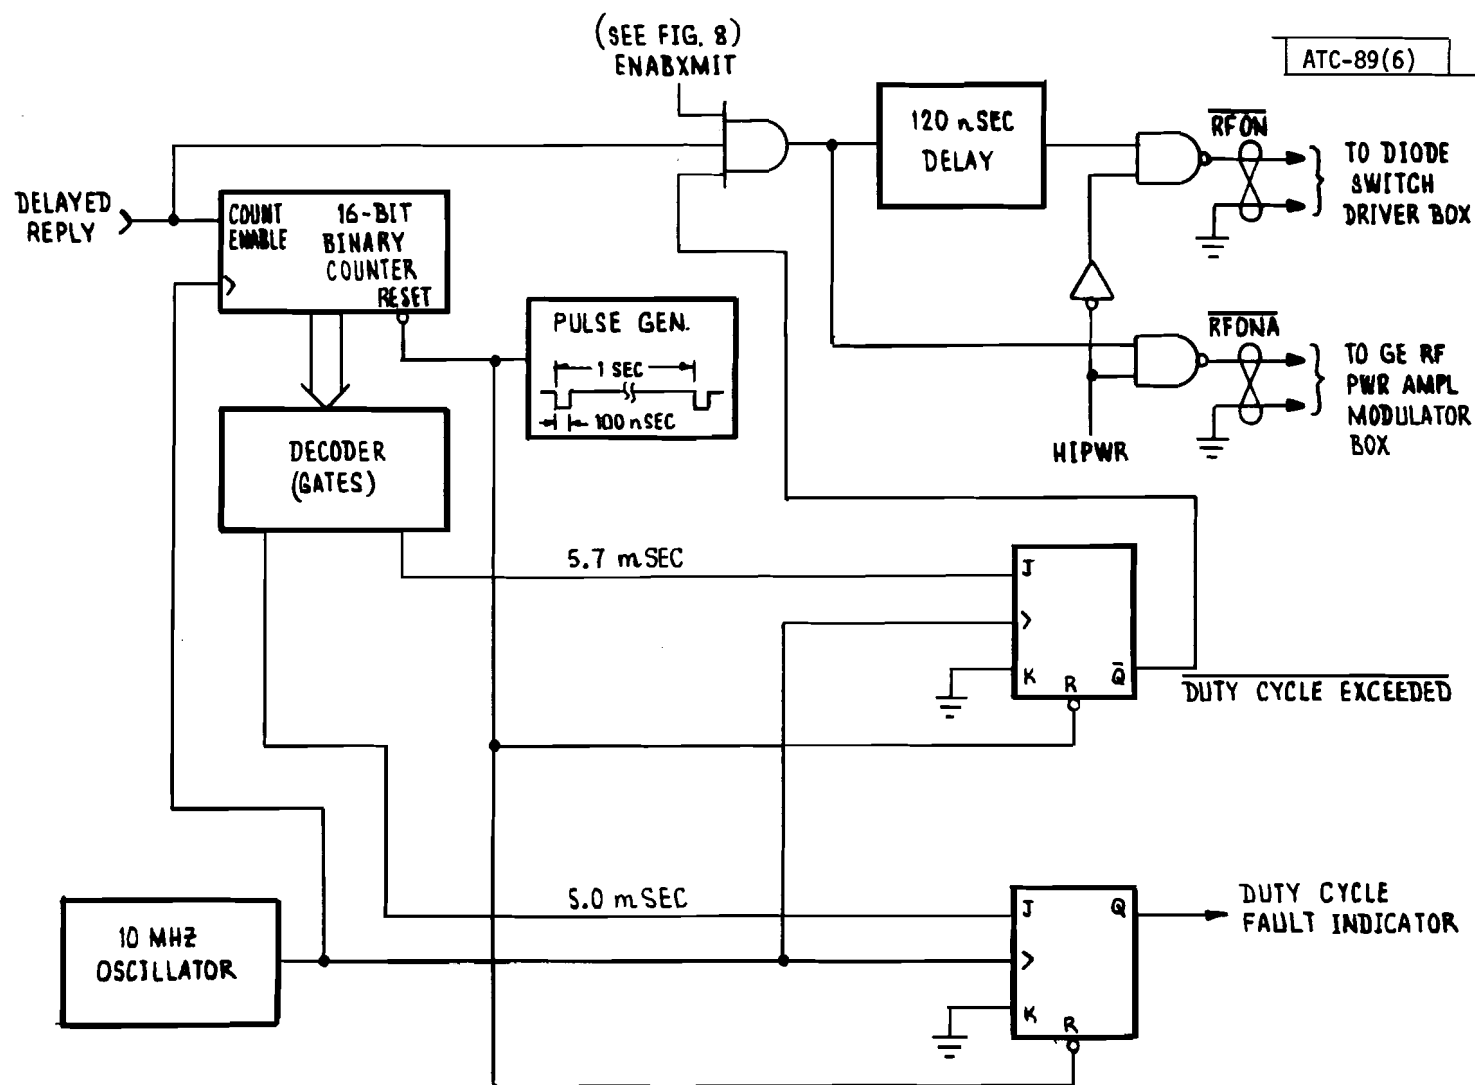 (SEE FIG. 8)
ENABXMIT
ATC-89(6)
DELAYED
REPLY
COUNT
ENABLE
16-BIT
BINARY
COUNTER
RESET
120 nSEC
DELAY
RFON
TO DIODE
SWITCH
DRIVER BOX
PULSE GEN.
1 SEC
100 nSEC
RFONA
TO GE RF
PWR AMPL
MODULATOR
BOX
HIPWR
DECODER
(GATES)
5.7 mSEC
J
K
R
Q̅
DUTY CYCLE EXCEEDED
5.0 mSEC
J
Q
K
R
DUTY CYCLE
FAULT INDICATOR
10 MHZ
OSCILLATOR